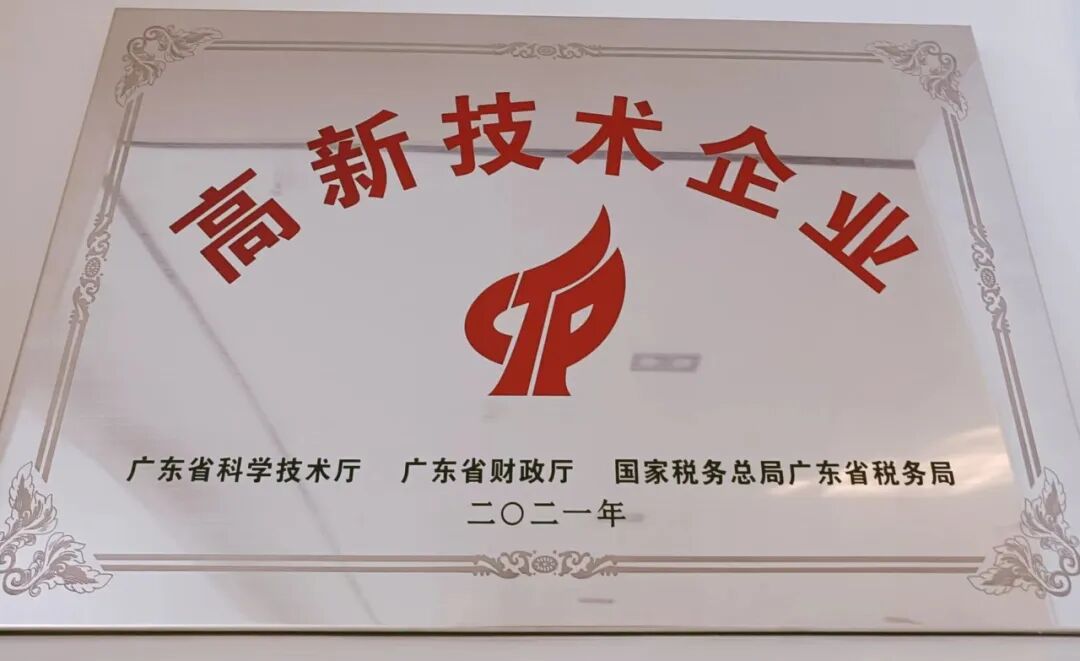 高新技术企业
广东省科学技术厅 广东省财政厅 国家税务总局广东省税务局
二〇二一年